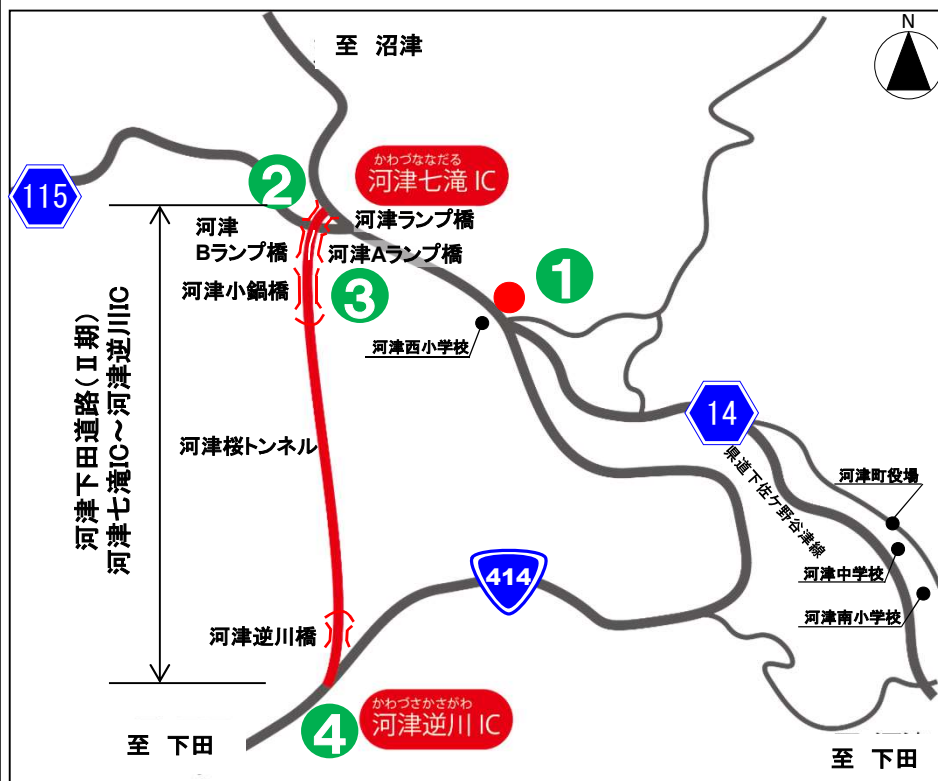 N
至 沼津
かわづななだる
河津七滝 IC
115
2
河津
Bランプ橋
河津ランプ橋
河津Aランプ橋
1
河津小鍋橋
3
河津西小学校
河津下田道路(Ⅱ期)
河津七滝IC～河津逆川IC
14
河津桜トンネル
県道下佐ケ野谷津線
河津町役場
414
河津中学校
河津南小学校
河津逆川橋
かわづさかさがわ
河津逆川 IC
4
至 下田
至 下田